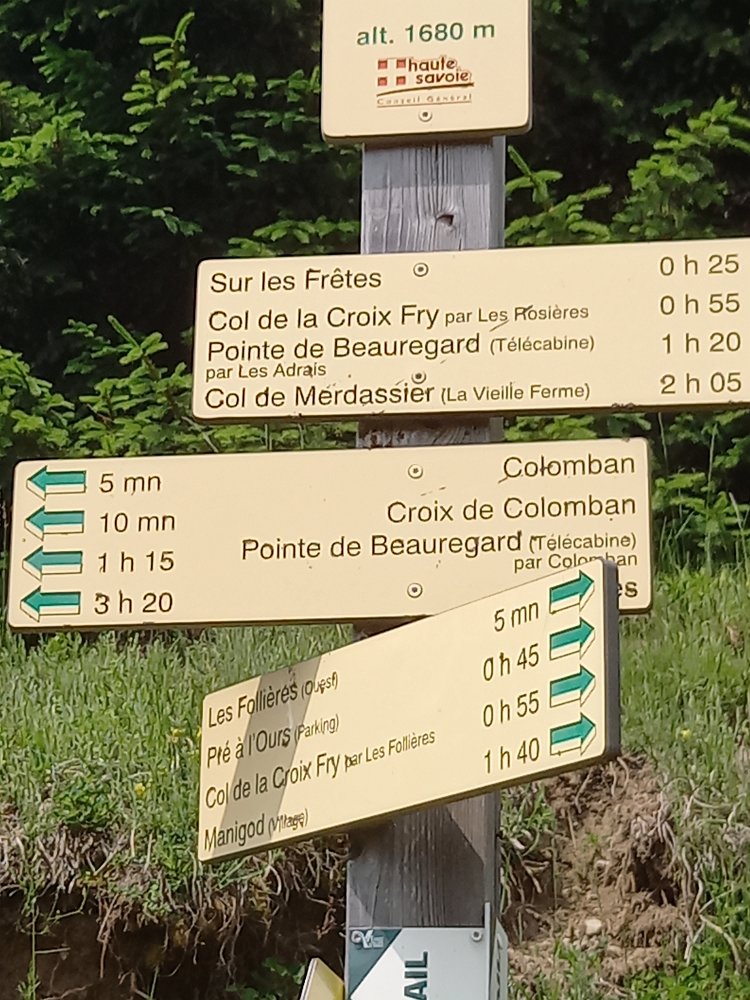 alt. 1680 m
haute
savoie
Conseil Général
Sur les Frêtes 0 h 25
Col de la Croix Fry par Les Rosières 0 h 55
Pointe de Beauregard (Télécabine) 1 h 20
par Les Adrais
Col de Merdassier (La Vieille Ferme) 2 h 05
5 mn Colomban
10 mn Croix de Colomban
1 h 15 Pointe de Beauregard (Télécabine)
par Colomban
3 h 20
Les Follières (Ouest) 5 mn
Pré à l'Ours (Parking) 0 h 45
Col de la Croix Fry par Les Follières 0 h 55
Manigod (Village) 1 h 40